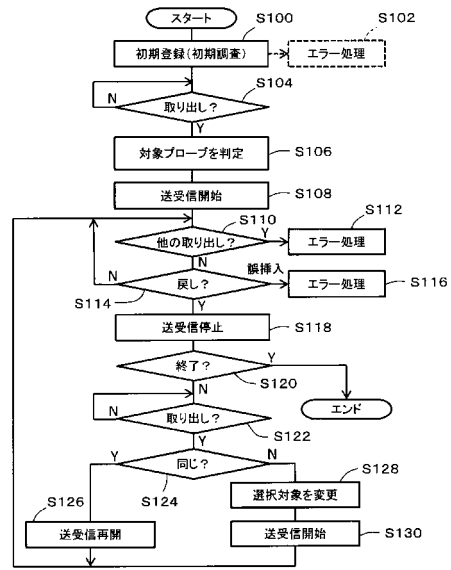 スタート
S100
初期登録(初期調査)
S102
エラー処理
S104
取り出し?
N
Y
対象プローブを判定
S106
送受信開始
S108
S110
他の取り出し?
Y
N
S112
エラー処理
戻し?
N
Y
誤挿入
S114
エラー処理
S116
送受信停止
S118
終了?
Y
N
S120
エンド
取り出し?
N
Y
S122
同じ?
Y
N
S124
S126
送受信再開
S128
選択対象を変更
送受信開始
S130